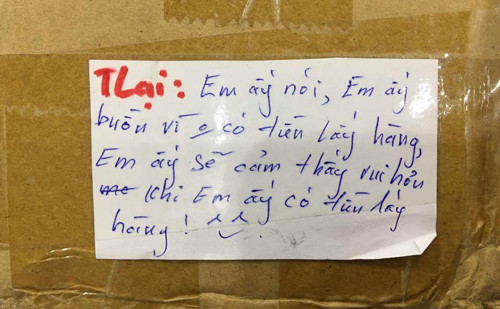 TLại: Em ấy nói, Em ấy
buồn vì o có tiền lấy hàng,
Em ấy sẽ cảm thấy vui hơn
khi Em ấy có tiền lấy
hàng! ^‿^.